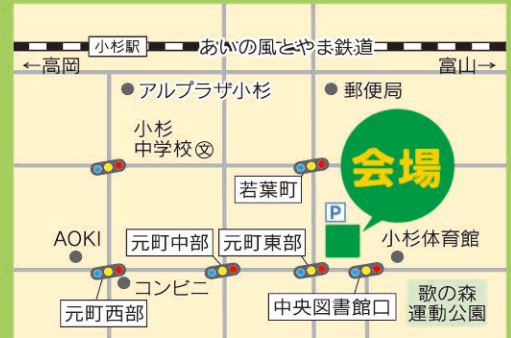 小杉駅
あいの風とやま鉄道
←高岡
富山→
アルプラザ小杉
郵便局
小杉
中学校文
会場
若葉町
P
AOKI
元町中部
元町東部
小杉体育館
コンビニ
元町西部
中央図書館口
歌の森
運動公園